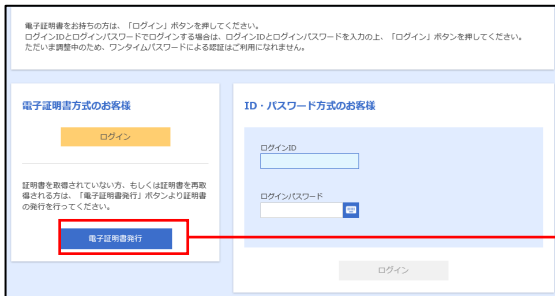 電子証明書をお持ちの方は、「ログイン」ボタンを押してください。
ログインIDとログインパスワードでログインする場合は、ログインIDとログインパスワードを入力の上、「ログイン」ボタンを押してください。
ただいま調整中のため、ワンタイムパスワードによる認証はご利用になれません。
電子証明書方式のお客様
ログイン
証明書を取得されていない方、もしくは証明書を再取
得される方は、「電子証明書発行」ボタンより証明書
の発行を行ってください。
電子証明書発行
ID・パスワード方式のお客様
ログインID
ログインパスワード
ログイン